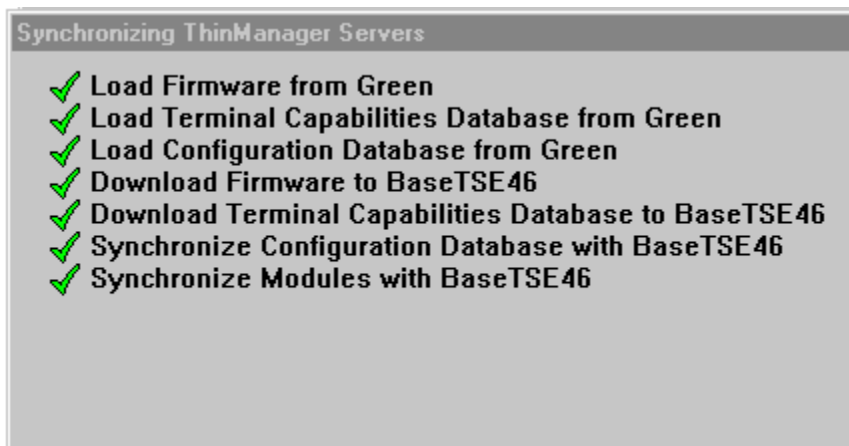 Synchronizing ThinManager Servers
Load Firmware from Green
Load Terminal Capabilities Database from Green
Load Configuration Database from Green
Download Firmware to BaseTSE46
Download Terminal Capabilities Database to BaseTSE46
Synchronize Configuration Database with BaseTSE46
Synchronize Modules with BaseTSE46